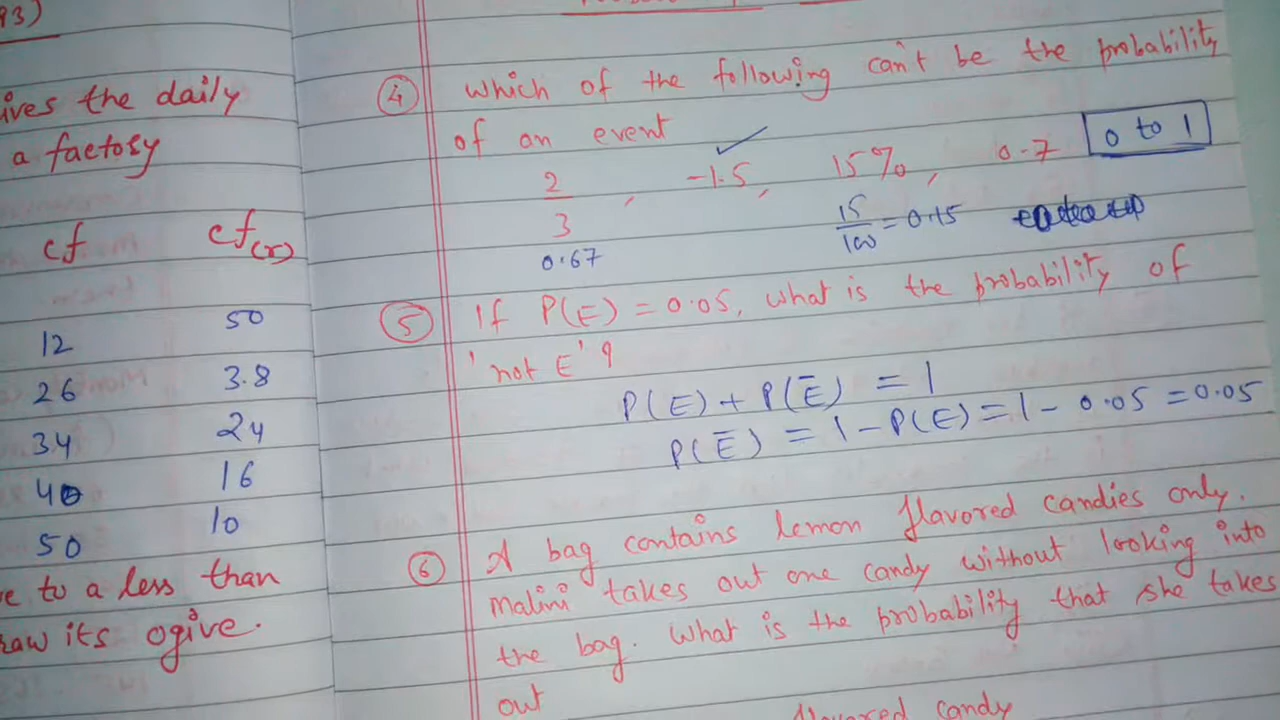 93)
ives the daily
a factory
cf cf(r)
12 50
26 3.8
34 24
40 16
50 10
e to a less than
raw its ogive.
4 which of the following can't be the probability
of an event
2/3, -1.5, 15%, 0.7 0 to 1
0.67 15/100 = 0.15
5 If P(E) = 0.05, what is the probability of
'not E' ?
P(E) + P(Ē) = 1
P(Ē) = 1 - P(E) = 1 - 0.05 = 0.05
6 A bag contains lemon flavored candies only.
Malini takes out one candy without looking into
the bag. What is the probability that she takes
out
flavored candy